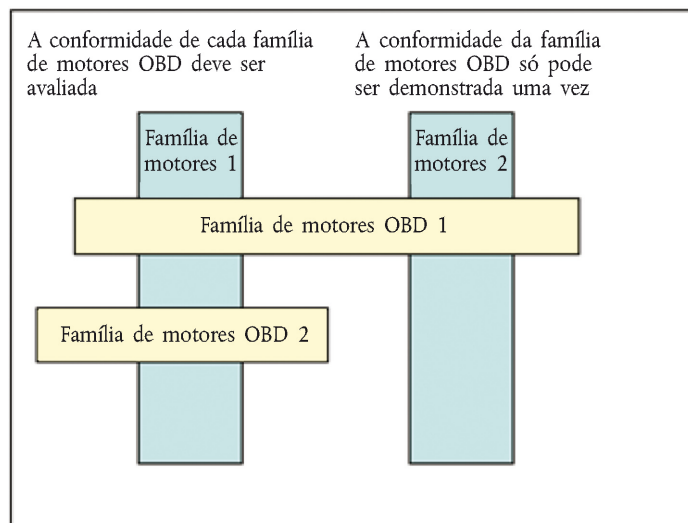 A conformidade de cada família
de motores OBD deve ser
avaliada
A conformidade da família
de motores OBD só pode
ser demonstrada uma vez
Família de
motores 1
Família de
motores 2
Família de motores OBD 1
Família de motores OBD 2